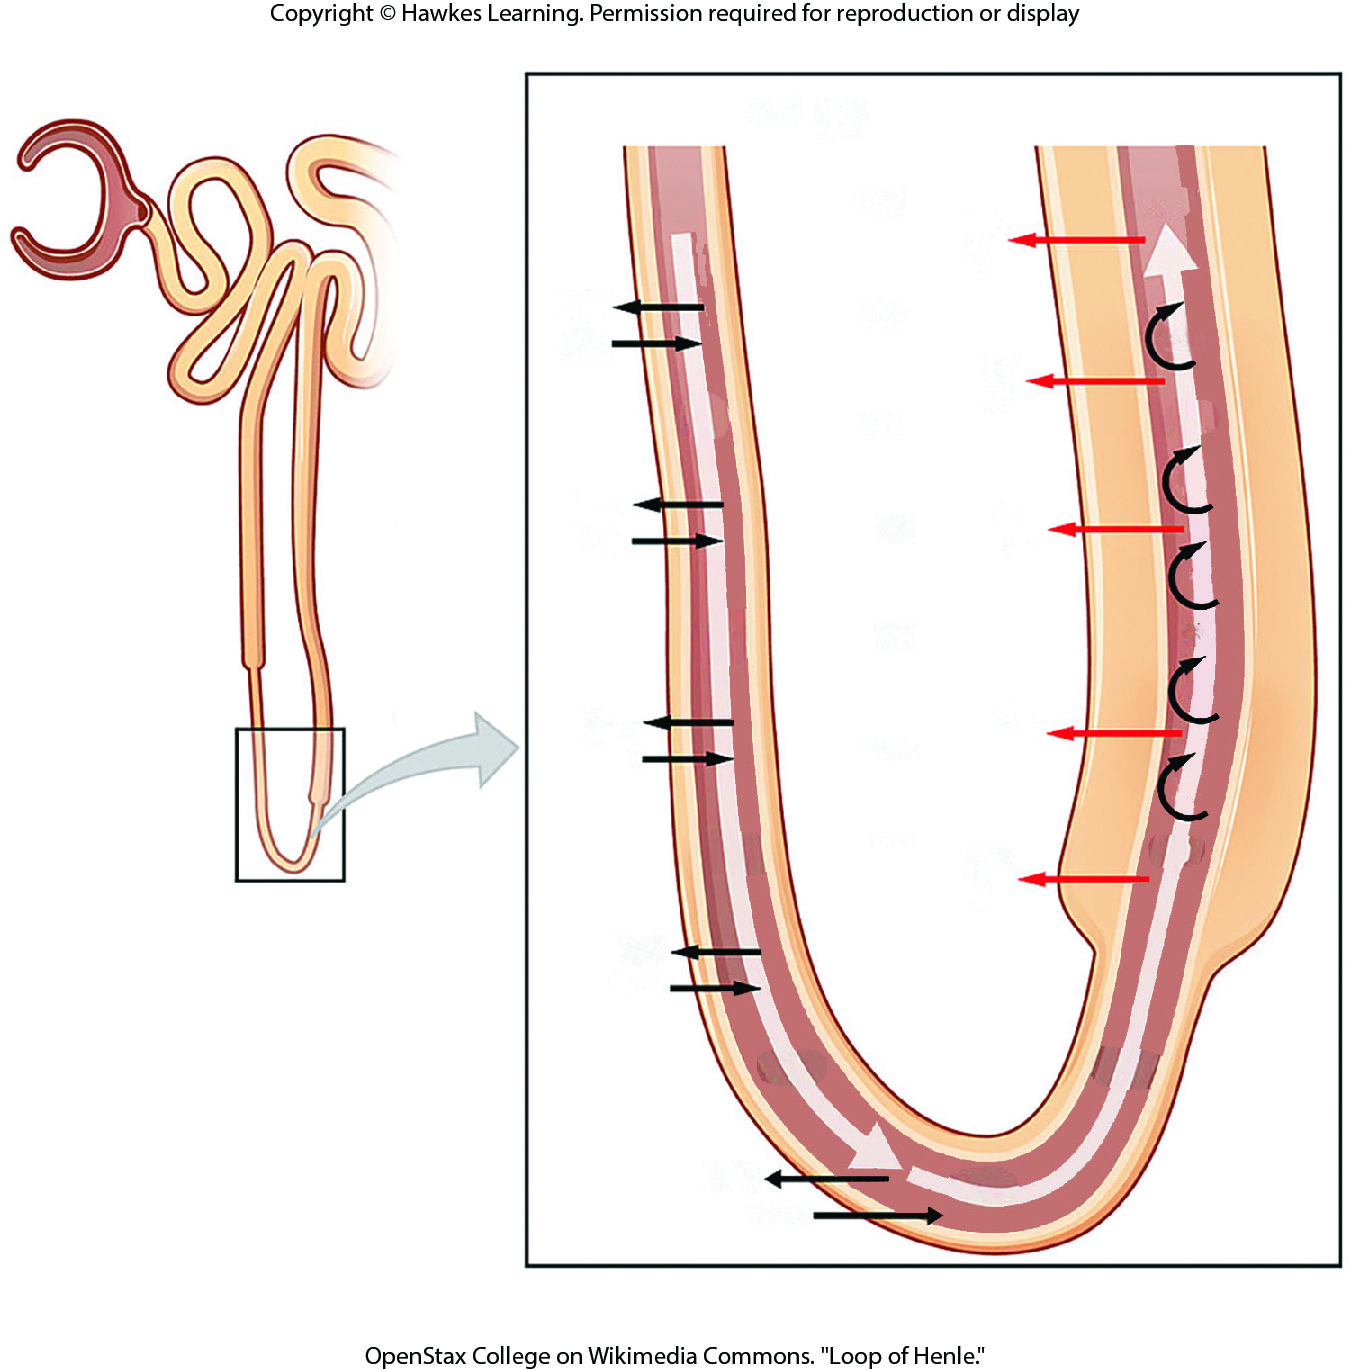 Copyright © Hawkes Learning. Permission required for reproduction or display
OpenStax College on Wikimedia Commons. "Loop of Henle."